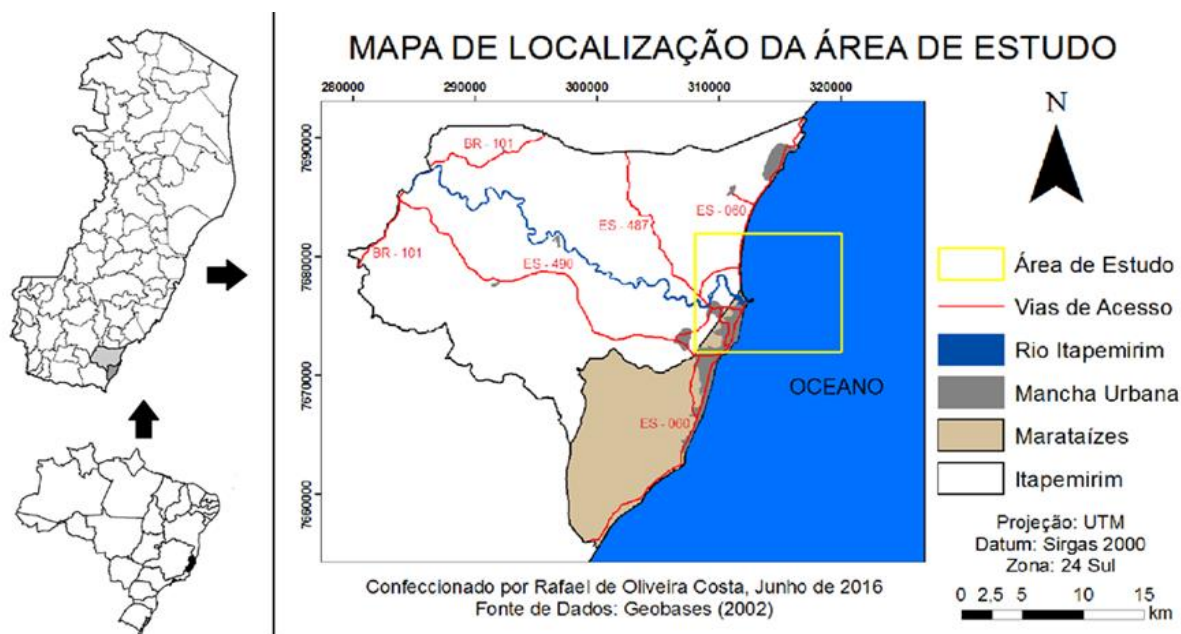 MAPA DE LOCALIZAÇÃO DA ÁREA DE ESTUDO
280000 290000 300000 310000 320000
7690000
7680000
7670000
7660000
BR - 101
ES - 487
ES - 060
BR - 101
ES - 490
ES - 060
OCEANO
N
Área de Estudo
Vias de Acesso
Rio Itapemirim
Mancha Urbana
Marataízes
Itapemirim
Projeção: UTM
Datum: Sirgas 2000
Zona: 24 Sul
0 2,5 5 10 15
km
Confeccionado por Rafael de Oliveira Costa, Junho de 2016
Fonte de Dados: Geobases (2002)